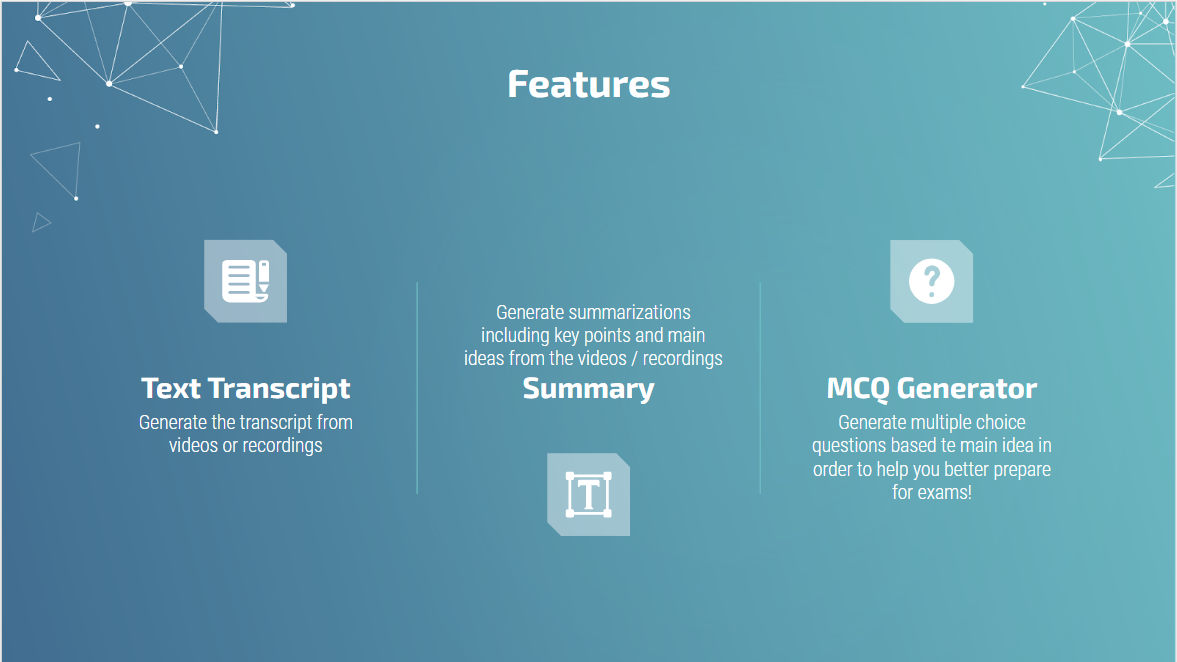 Features
Text Transcript
Generate the transcript from
videos or recordings
Generate summarizations
including key points and main
ideas from the videos / recordings
Summary
T
MCQ Generator
Generate multiple choice
questions based te main idea in
order to help you better prepare
for exams!